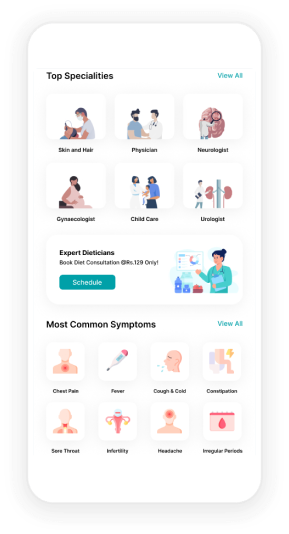 Top Specialities View All
Skin and Hair Physician Neurologist
Gynaecologist Child Care Urologist
Expert Dieticians
Book Diet Consultation @Rs.129 Only!
Schedule
Most Common Symptoms View All
Chest Pain Fever Cough & Cold Constipation
Sore Throat Infertility Headache Irregular Periods